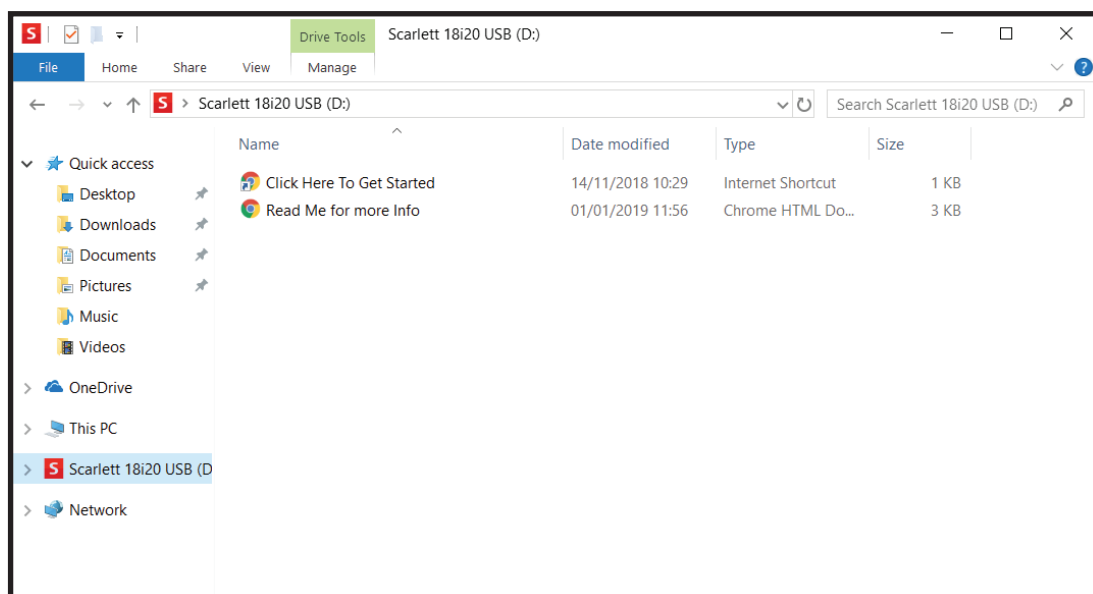 S Drive Tools Scarlett 18i20 USB (D:)
File Home Share View Manage ?
S > Scarlett 18i20 USB (D:) Search Scarlett 18i20 USB (D:)
Name Date modified Type Size
Quick access
Click Here To Get Started 14/11/2018 10:29 Internet Shortcut 1 KB
Desktop
Read Me for more Info 01/01/2019 11:56 Chrome HTML Do... 3 KB
Downloads
Documents
Pictures
Music
Videos
OneDrive
This PC
S Scarlett 18i20 USB (D
Network